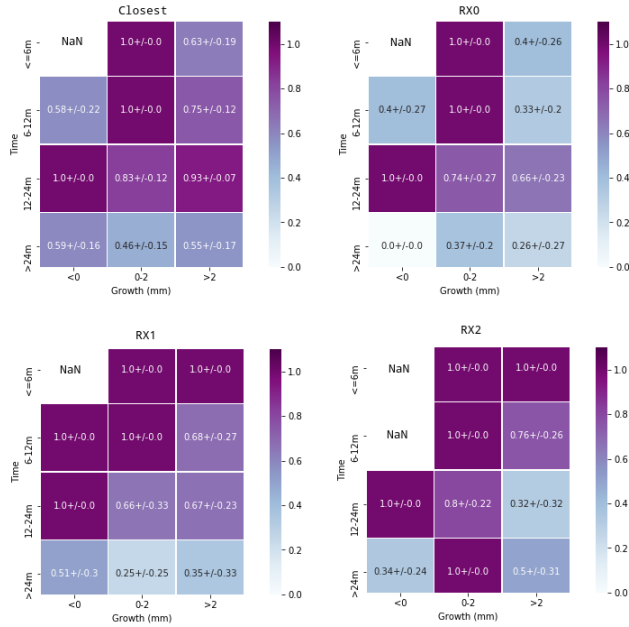 Closest
<=6m NaN 1.0+/-0.0 0.63+/-0.19
6-12m 0.58+/-0.22 1.0+/-0.0 0.75+/-0.12
12-24m 1.0+/-0.0 0.83+/-0.12 0.93+/-0.07
>24m 0.59+/-0.16 0.46+/-0.15 0.55+/-0.17
Time
<0 0-2 >2
Growth (mm)
1.0
0.8
0.6
0.4
0.2
0.0
RX0
<=6m NaN 1.0+/-0.0 0.4+/-0.26
6-12m 0.4+/-0.27 1.0+/-0.0 0.33+/-0.2
12-24m 1.0+/-0.0 0.74+/-0.27 0.66+/-0.23
>24m 0.0+/-0.0 0.37+/-0.2 0.26+/-0.27
Time
<0 0-2 >2
Growth (mm)
1.0
0.8
0.6
0.4
0.2
0.0
RX1
<=6m NaN 1.0+/-0.0 1.0+/-0.0
6-12m 1.0+/-0.0 1.0+/-0.0 0.68+/-0.27
12-24m 1.0+/-0.0 0.66+/-0.33 0.67+/-0.23
>24m 0.51+/-0.3 0.25+/-0.25 0.35+/-0.33
Time
<0 0-2 >2
Growth (mm)
1.0
0.8
0.6
0.4
0.2
0.0
RX2
<=6m NaN 1.0+/-0.0 1.0+/-0.0
6-12m NaN 1.0+/-0.0 0.76+/-0.26
12-24m 1.0+/-0.0 0.8+/-0.22 0.32+/-0.32
>24m 0.34+/-0.24 1.0+/-0.0 0.5+/-0.31
Time
<0 0-2 >2
Growth (mm)
1.0
0.8
0.6
0.4
0.2
0.0